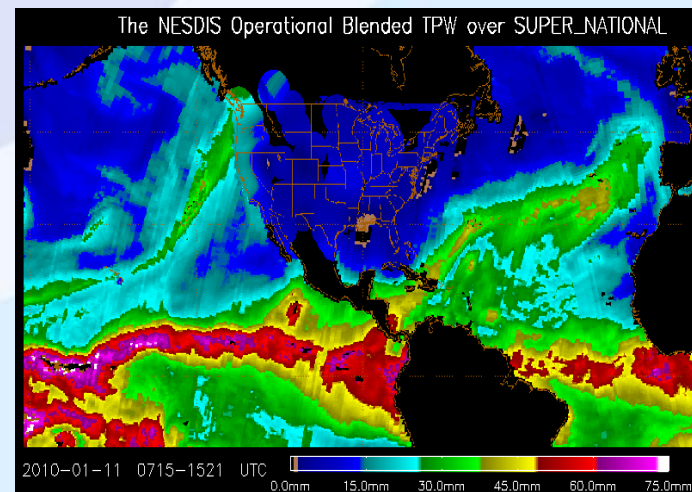 The NESDIS Operational Blended TPW over SUPER_NATIONAL
2010-01-11 0715-1521 UTC
0.0mm 15.0mm 30.0mm 45.0mm 60.0mm 75.0mm